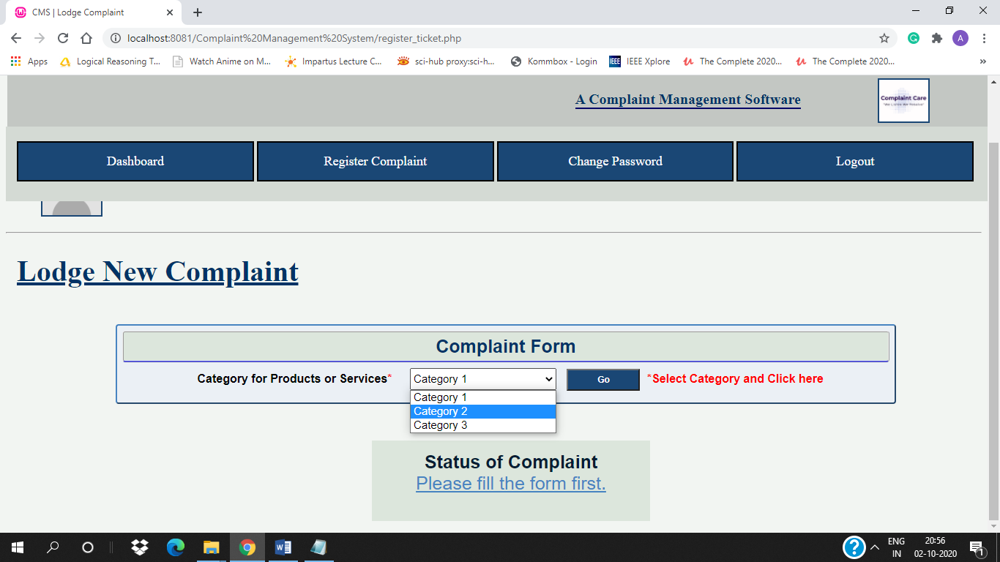 CMS | Lodge Complaint
localhost:8081/Complaint%20Management%20System/register_ticket.php
A
Apps
Logical Reasoning T...
Watch Anime on M...
Impartus Lecture C...
sci-hub proxy:sci-h...
Kommbox - Login
IEEE
IEEE Xplore
The Complete 2020...
The Complete 2020...
»
A Complaint Management Software
Complaint Care
Dashboard
Register Complaint
Change Password
Logout
Lodge New Complaint
Complaint Form
Category for Products or Services*
Category 1
Go
*Select Category and Click here
Category 1
Category 2
Category 3
Status of Complaint
Please fill the form first.
ENG
IN
20:56
02-10-2020
1